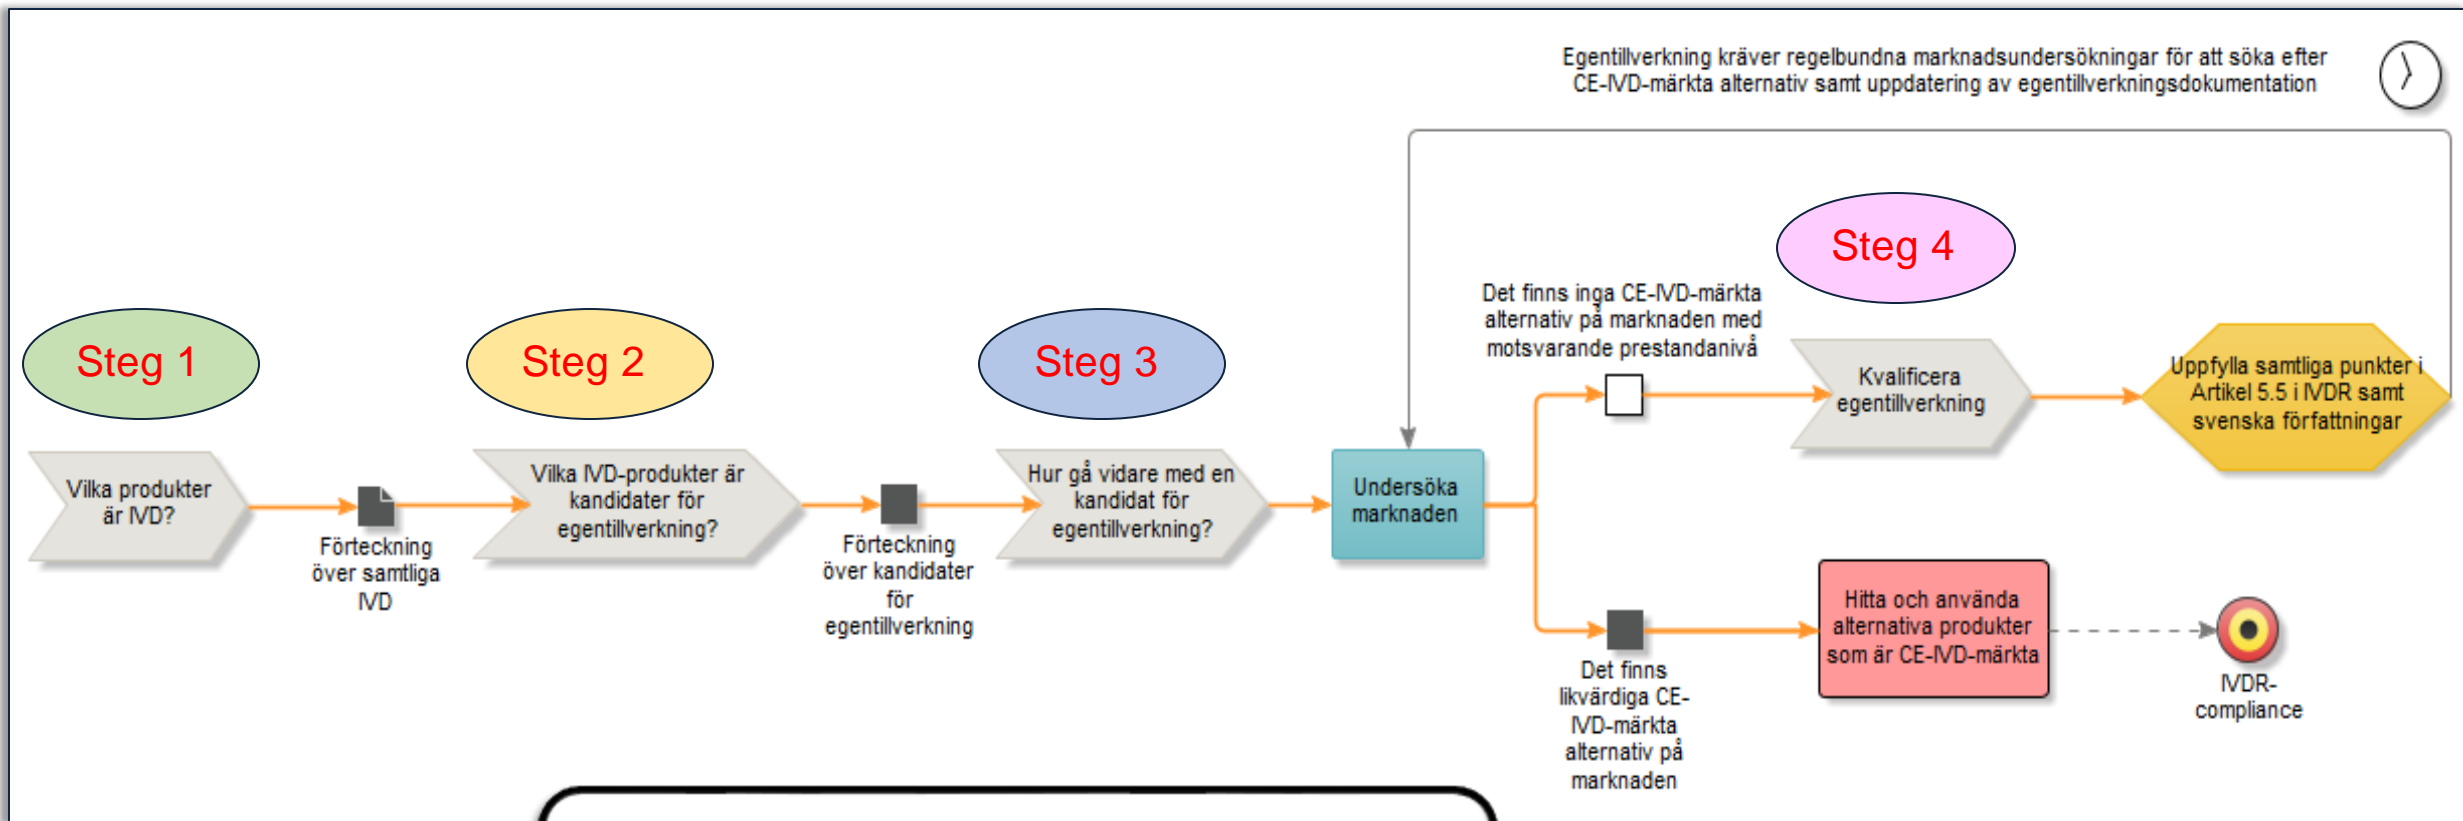 Egentillverkning kräver regelbundna marknadsundersökningar för att söka efter
CE-IVD-märkta alternativ samt uppdatering av egentillverkningsdokumentation
Steg 1
Vilka produkter
är IVD?
Förteckning
över samtliga
IVD
Steg 2
Vilka IVD-produkter är
kandidater för
egentillverkning?
Förteckning
över kandidater
för
egentillverkning
Steg 3
Hur gå vidare med en
kandidat för
egentillverkning?
Undersöka
marknaden
Det finns inga CE-IVD-märkta
alternativ på marknaden med
motsvarande prestandanivå
Steg 4
Kvalificera
egentillverkning
Uppfylla samtliga punkter i
Artikel 5.5 i IVDR samt
svenska författningar
Det finns
likvärdiga CE-
IVD-märkta
alternativ på
marknaden
Hitta och använda
alternativa produkter
som är CE-IVD-märkta
IVDR-
compliance